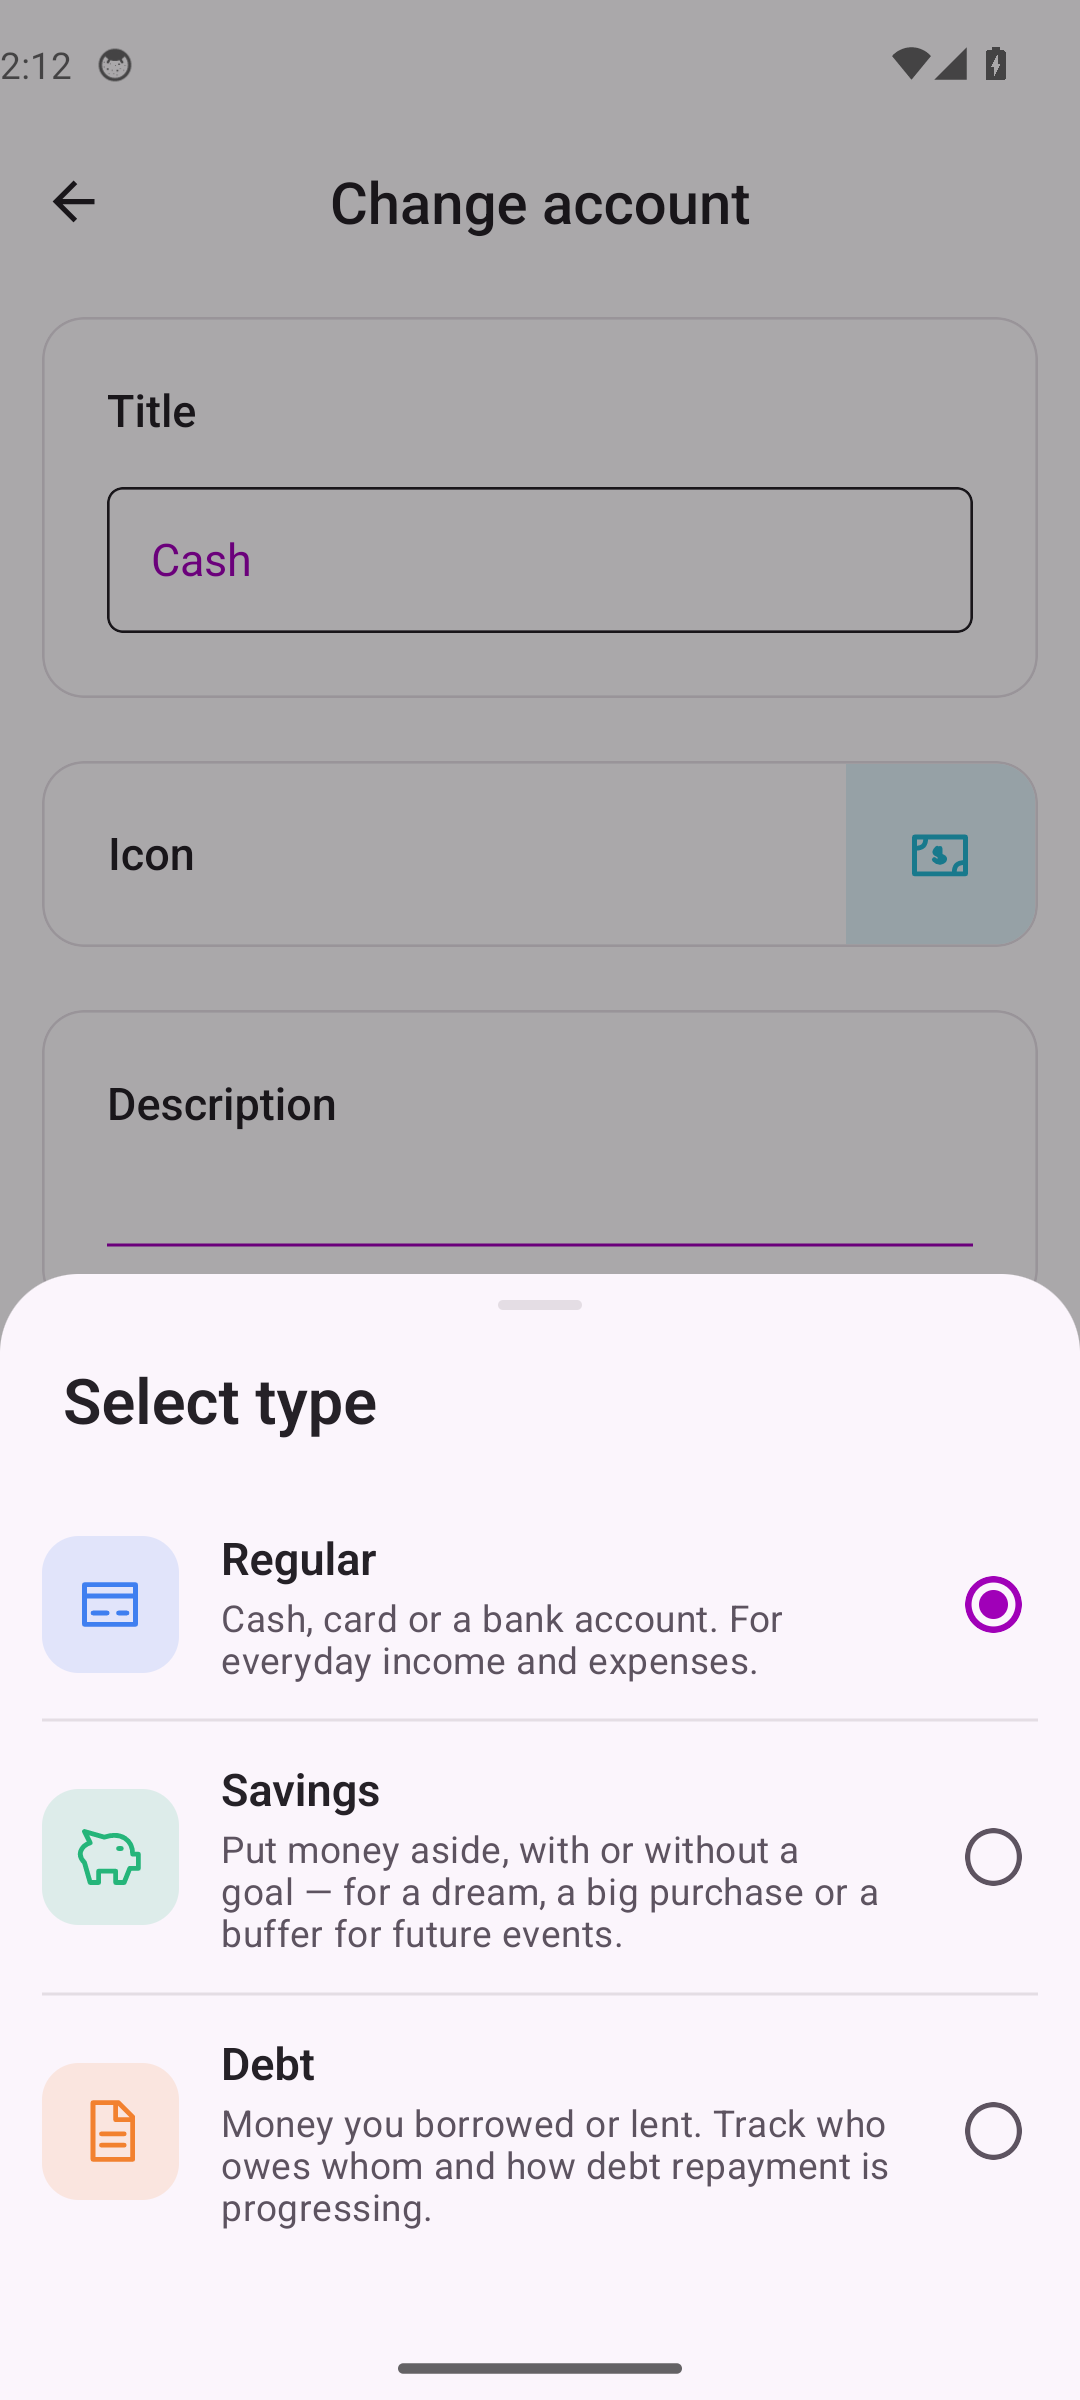 2:12
Change account
Title
Cash
Icon
Description
Select type
Regular
Cash, card or a bank account. For
everyday income and expenses.
Savings
Put money aside, with or without a
goal — for a dream, a big purchase or a
buffer for future events.
Debt
Money you borrowed or lent. Track who
owes whom and how debt repayment is
progressing.